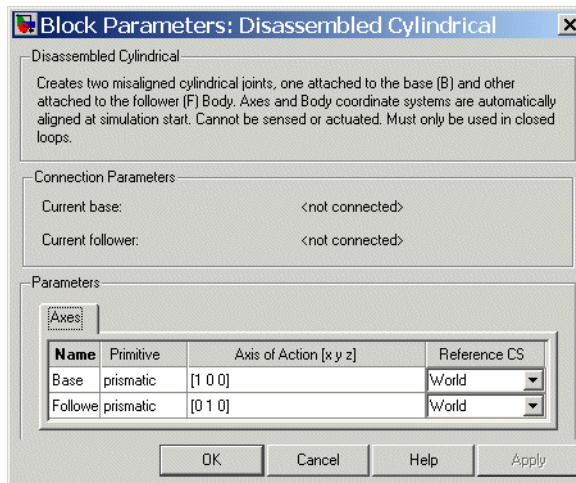 Block Parameters: Disassembled Cylindrical
Disassembled Cylindrical
Creates two misaligned cylindrical joints, one attached to the base (B) and other
attached to the follower (F) Body. Axes and Body coordinate systems are automatically
aligned at simulation start. Cannot be sensed or actuated. Must only be used in closed
loops.
Connection Parameters
Current base: <not connected>
Current follower: <not connected>
Parameters
Axes
Name Primitive Axis of Action [x y z] Reference CS
Base prismatic [1 0 0] World
Followe prismatic [0 1 0] World
OK Cancel Help Apply